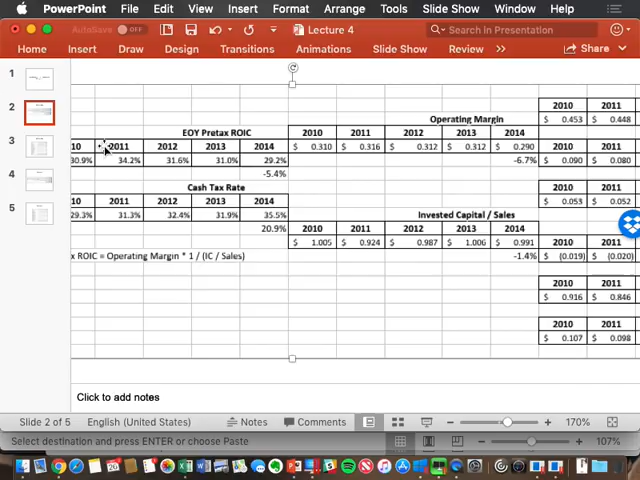 PowerPoint File Edit View Insert Format Arrange Tools Slide Show Window Help
AutoSave OFF Lecture 4 Search in Presentation
Home Insert Draw Design Transitions Animations Slide Show Review >> Share
1
2
3
4
5
EOY Pretax ROIC
10 2011 2012 2013 2014
30.9% 34.2% 31.6% 31.0% 29.2%
-5.4%
Cash Tax Rate
10 2011 2012 2013 2014
29.3% 31.3% 32.4% 31.9% 35.5%
20.9%
x ROIC = Operating Margin * 1 / (IC / Sales)
Operating Margin
2010 2011 2012 2013 2014
$ 0.310 $ 0.316 $ 0.312 $ 0.312 $ 0.290
-6.7%
Invested Capital / Sales
2010 2011 2012 2013 2014
$ 1.005 $ 0.924 $ 0.987 $ 1.006 $ 0.991
-1.4%
2010 2011
$ 0.453 $ 0.448
2010 2011
$ 0.090 $ 0.080
2010 2011
$ 0.053 $ 0.052
2010 2011
$ (0.019) $ (0.020)
2010 2011
$ 0.916 $ 0.846
2010 2011
$ 0.107 $ 0.098
Click to add notes
Slide 2 of 5 English (United States) Notes Comments 170%
Select destination and press ENTER or choose Paste 107%